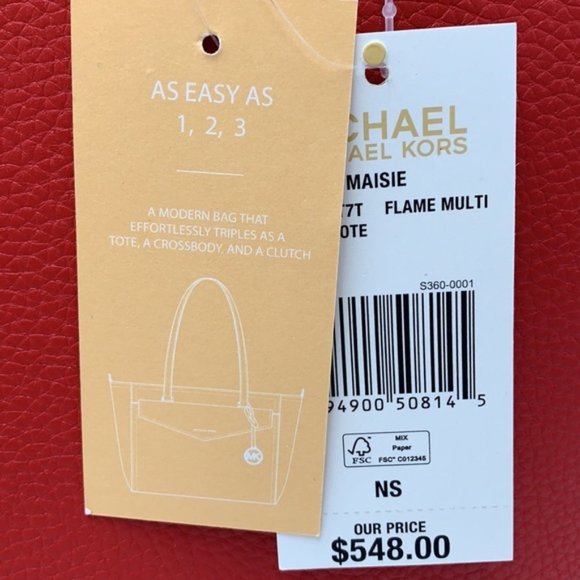 AS EASY AS
1, 2, 3
A MODERN BAG THAT
EFFORTLESSLY TRIPLES AS A
TOTE, A CROSSBODY, AND A CLUTCH
MK
CHAEL
AEL KORS
MAISIE
T7T FLAME MULTI
OTE
S360-0001
94900 50814 5
FSC
MIX
Paper
FSC® C012345
NS
OUR PRICE
$548.00